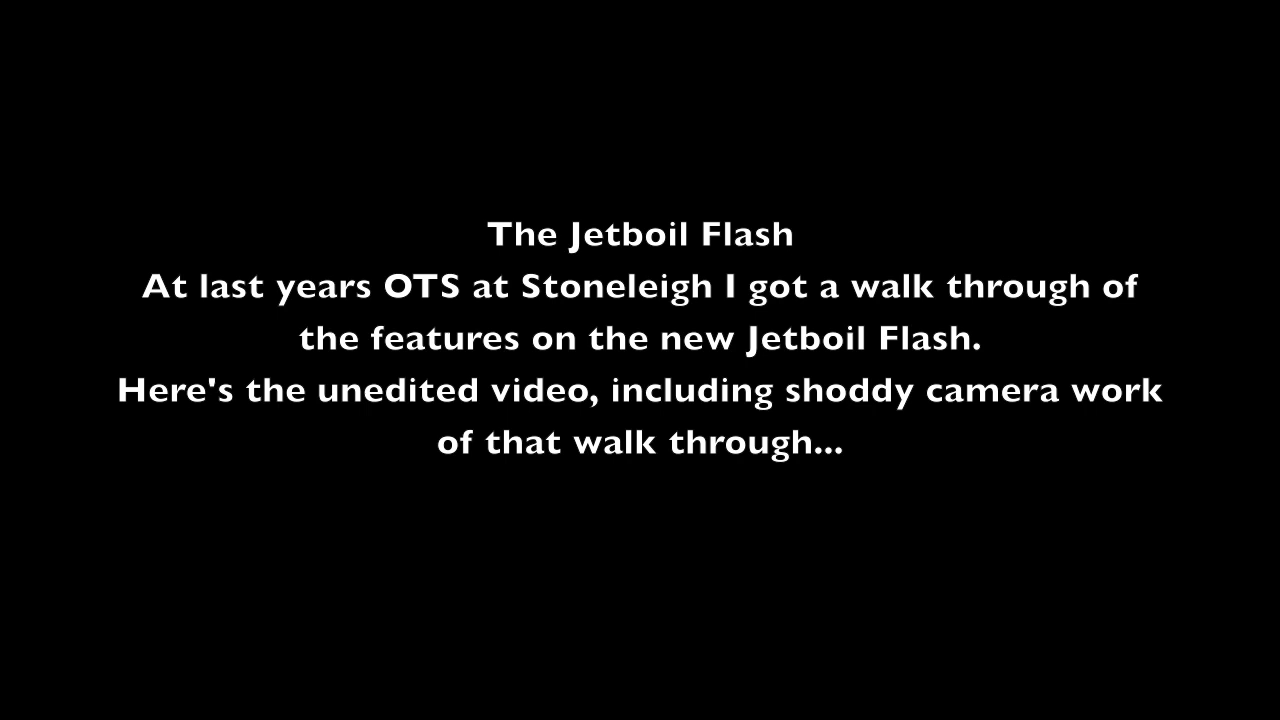 The Jetboil Flash
At last years OTS at Stoneleigh I got a walk through of
the features on the new Jetboil Flash.
Here's the unedited video, including shoddy camera work
of that walk through...